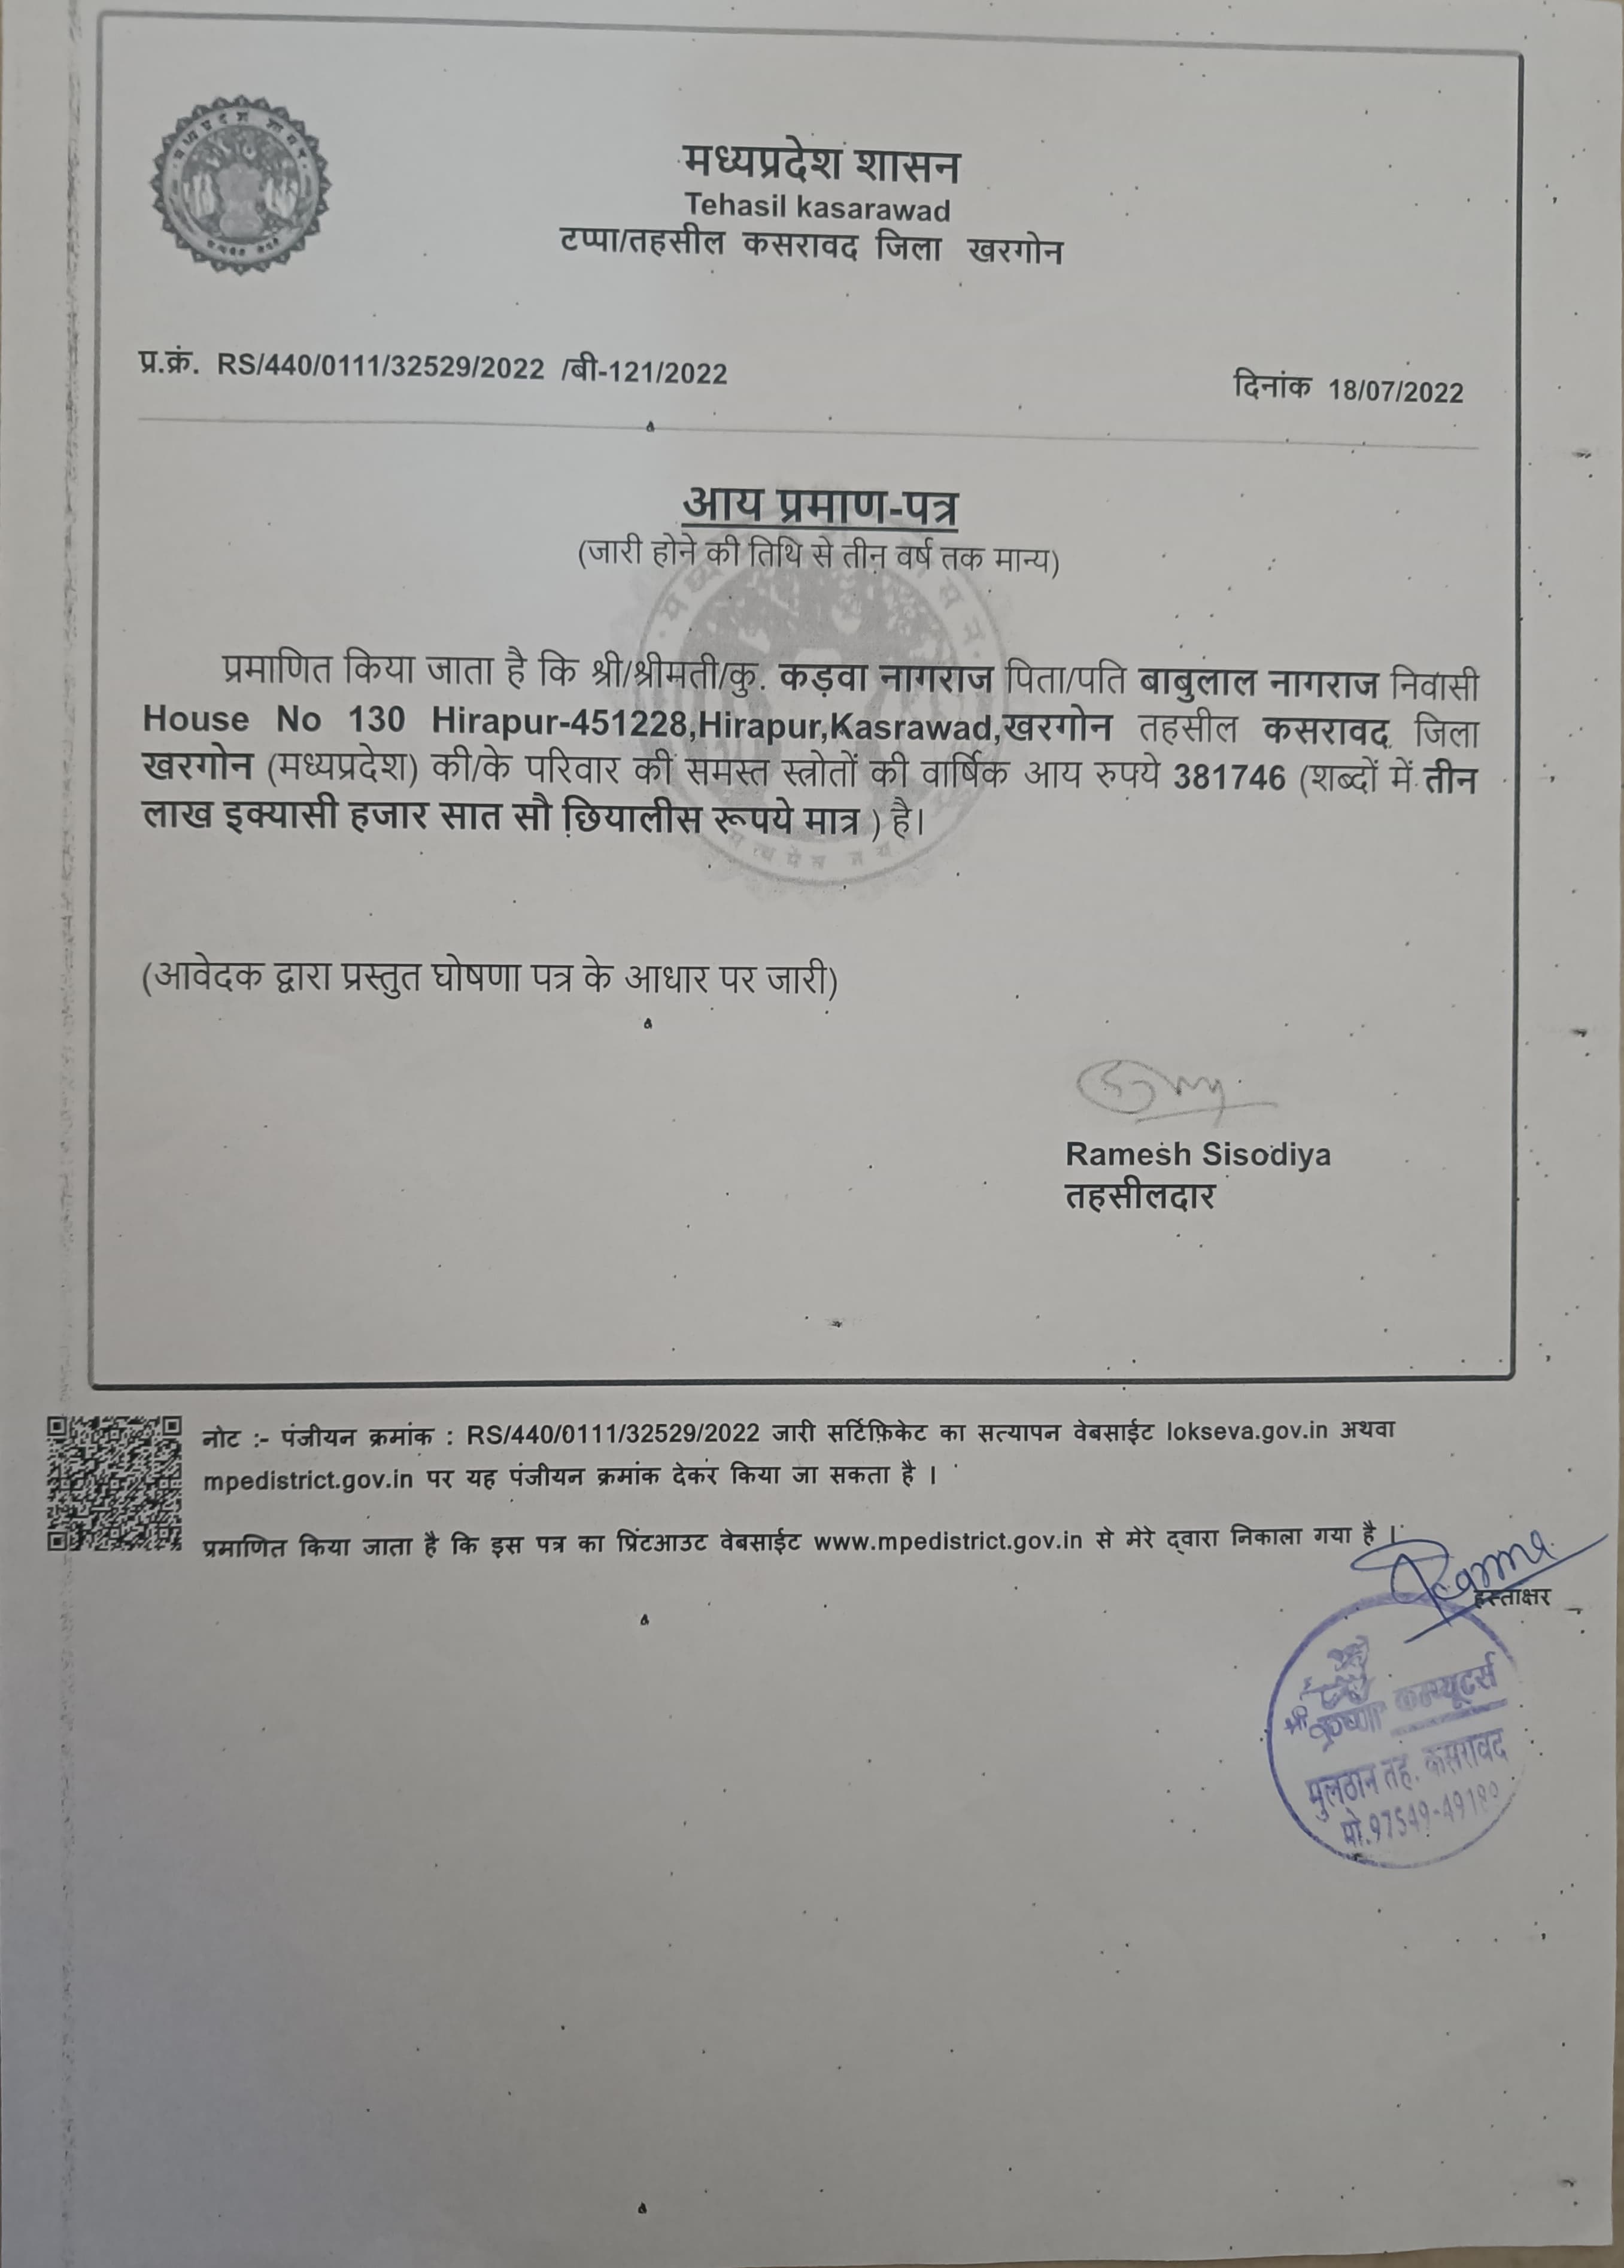 मध्यप्रदेश शासन
Tehasil kasarawad
टप्पा/तहसील कसरावद जिला खरगोन
प्र.क्रं. RS/440/0111/32529/2022 /बी-121/2022
दिनांक 18/07/2022
आय प्रमाण-पत्र
(जारी होने की तिथि से तीन वर्ष तक मान्य)
प्रमाणित किया जाता है कि श्री/श्रीमती/कु. कड़वा नागराज पिता/पति बाबुलाल नागराज निवासी
House No 130 Hirapur-451228,Hirapur,Kasrawad,खरगोन तहसील कसरावद जिला
खरगोन (मध्यप्रदेश) की/के परिवार की समस्त स्त्रोतों की वार्षिक आय रुपये 381746 (शब्दों में तीन
लाख इक्यासी हजार सात सौ छियालीस रूपये मात्र ) है।
(आवेदक द्वारा प्रस्तुत घोषणा पत्र के आधार पर जारी)
Ramesh Sisodiya
तहसीलदार
नोट :- पंजीयन क्रमांक : RS/440/0111/32529/2022 जारी सर्टिफ़िकेट का सत्यापन वेबसाईट lokseva.gov.in अथवा
mpedistrict.gov.in पर यह पंजीयन क्रमांक देकर किया जा सकता है ।
प्रमाणित किया जाता है कि इस पत्र का प्रिंटआउट वेबसाईट www.mpedistrict.gov.in से मेरे द्वारा निकाला गया है ।
हस्ताक्षर
श्री कृष्णा कम्प्यूटर्स
मुलठान तह. कसरावद
मो.97549-4918